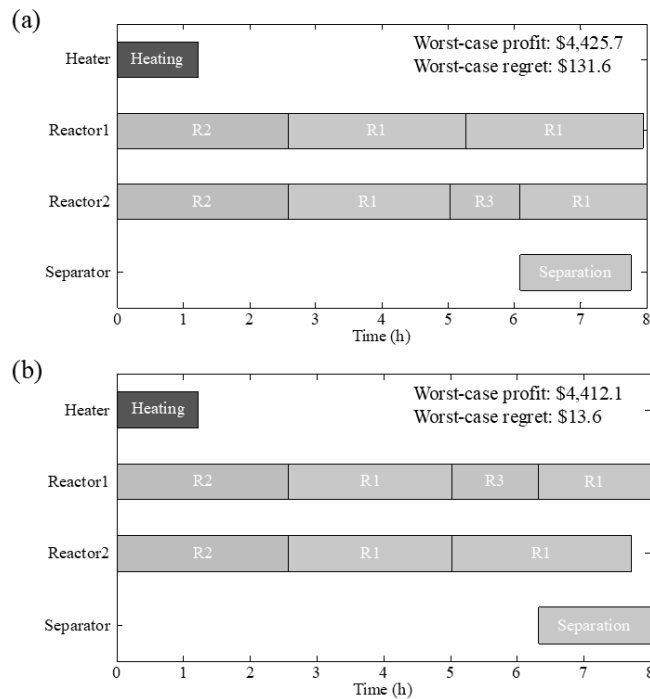 (a)
Worst-case profit: $4,425.7
Worst-case regret: $131.6
Heater
Heating
Reactor1
R2
R1
R1
Reactor2
R2
R1
R3
R1
Separator
Separation
0 1 2 3 4 5 6 7 8
Time (h)
(b)
Worst-case profit: $4,412.1
Worst-case regret: $13.6
Heater
Heating
Reactor1
R2
R1
R3
R1
Reactor2
R2
R1
R1
Separator
Separation
0 1 2 3 4 5 6 7 8
Time (h)